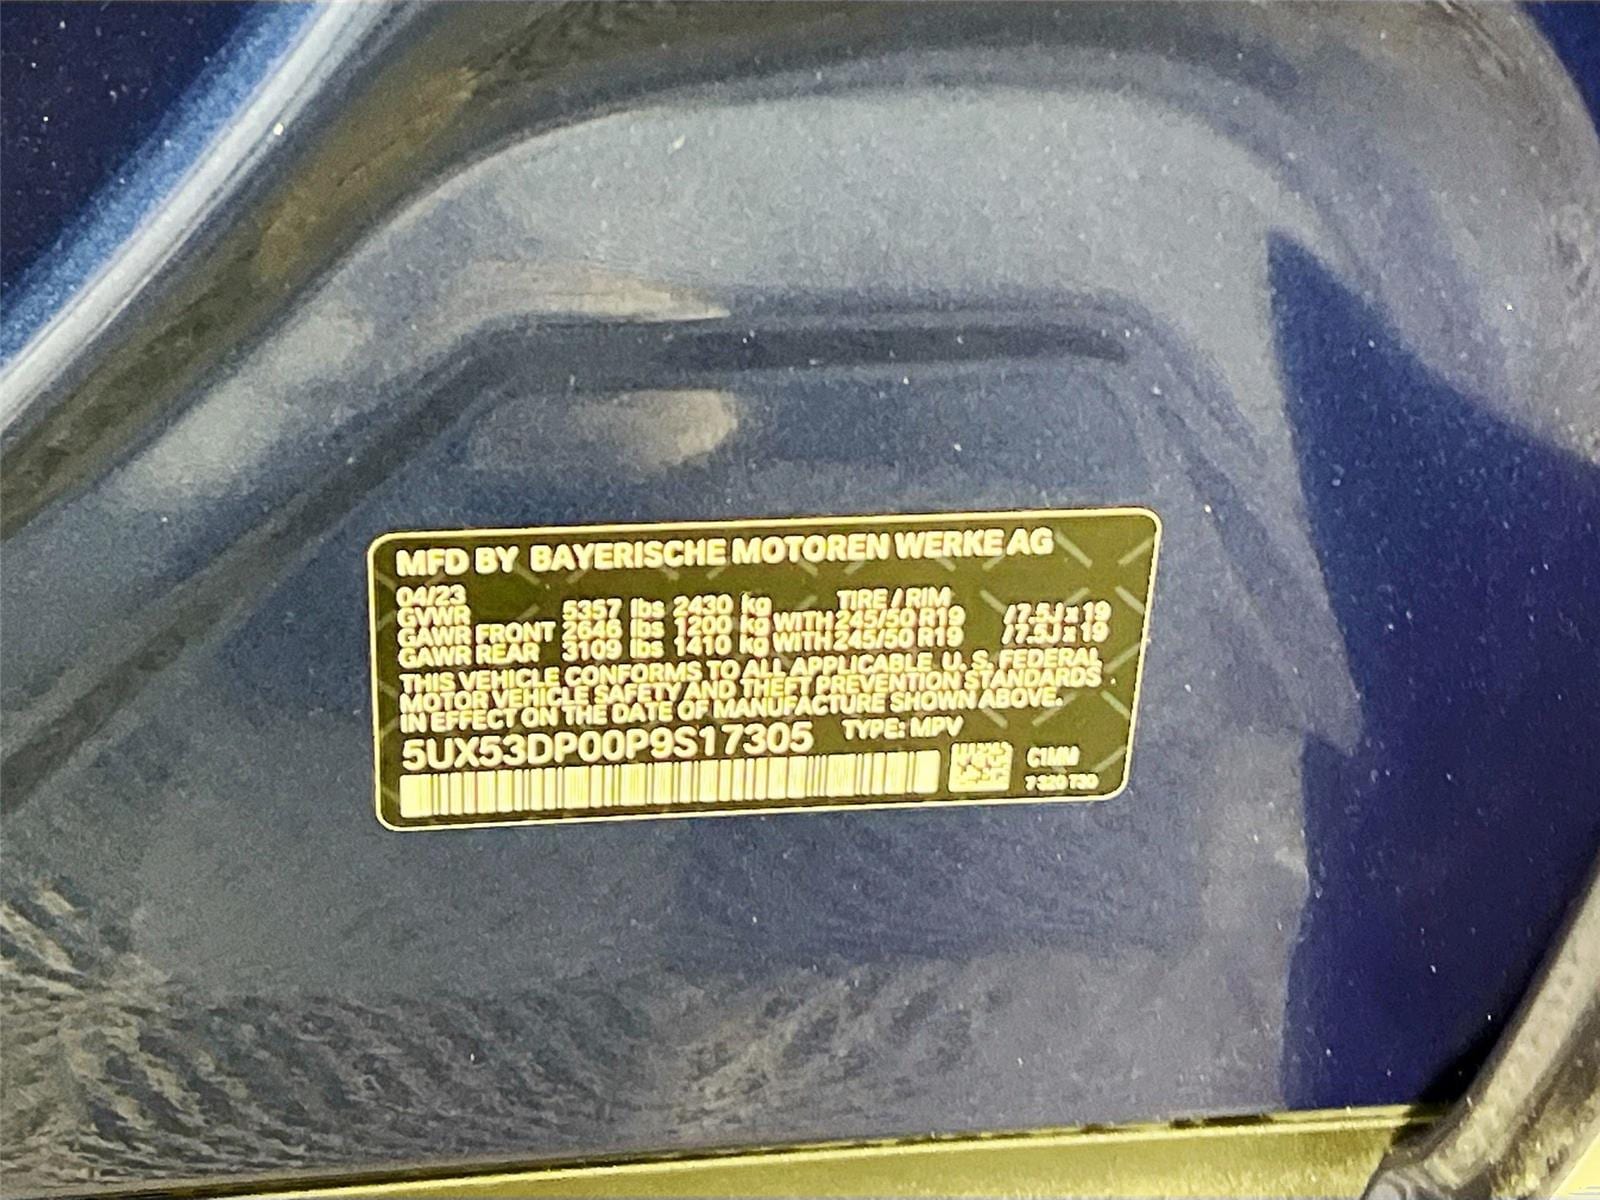 MFD BY BAYERISCHE MOTOREN WERKE AG
04/23 TIRE / RIM
GVWR 5357 lbs 2430 kg
GAWR FRONT 2646 lbs 1200 kg WITH 245/50 R19 / 7.5J x 19
GAWR REAR 3109 lbs 1410 kg WITH 245/50 R19 / 7.5J x 19
THIS VEHICLE CONFORMS TO ALL APPLICABLE U. S. FEDERAL
MOTOR VEHICLE SAFETY AND THEFT PREVENTION STANDARDS
IN EFFECT ON THE DATE OF MANUFACTURE SHOWN ABOVE.
5UX53DP00P9S17305 TYPE: MPV